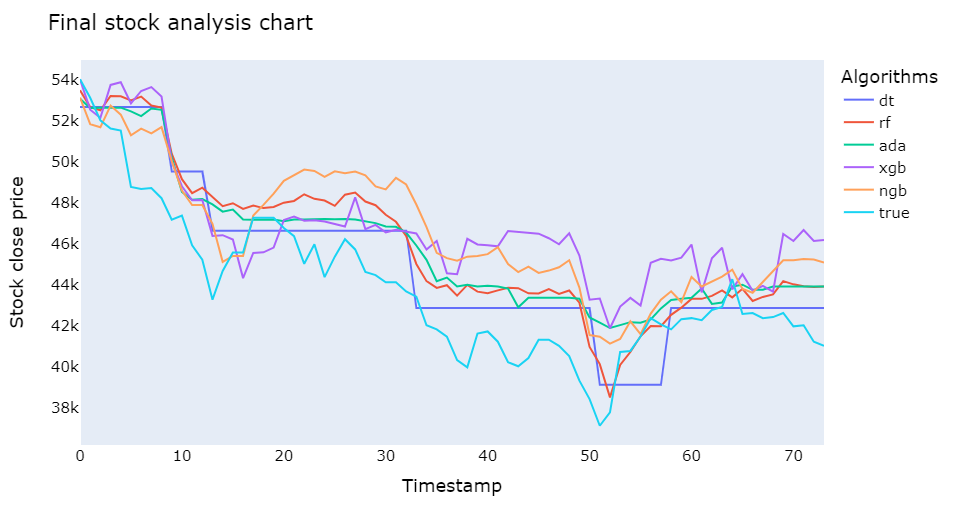 Final stock analysis chart
Algorithms
dt
rf
ada
xgb
ngb
true
Stock close price
54k
52k
50k
48k
46k
44k
42k
40k
38k
0 10 20 30 40 50 60 70
Timestamp